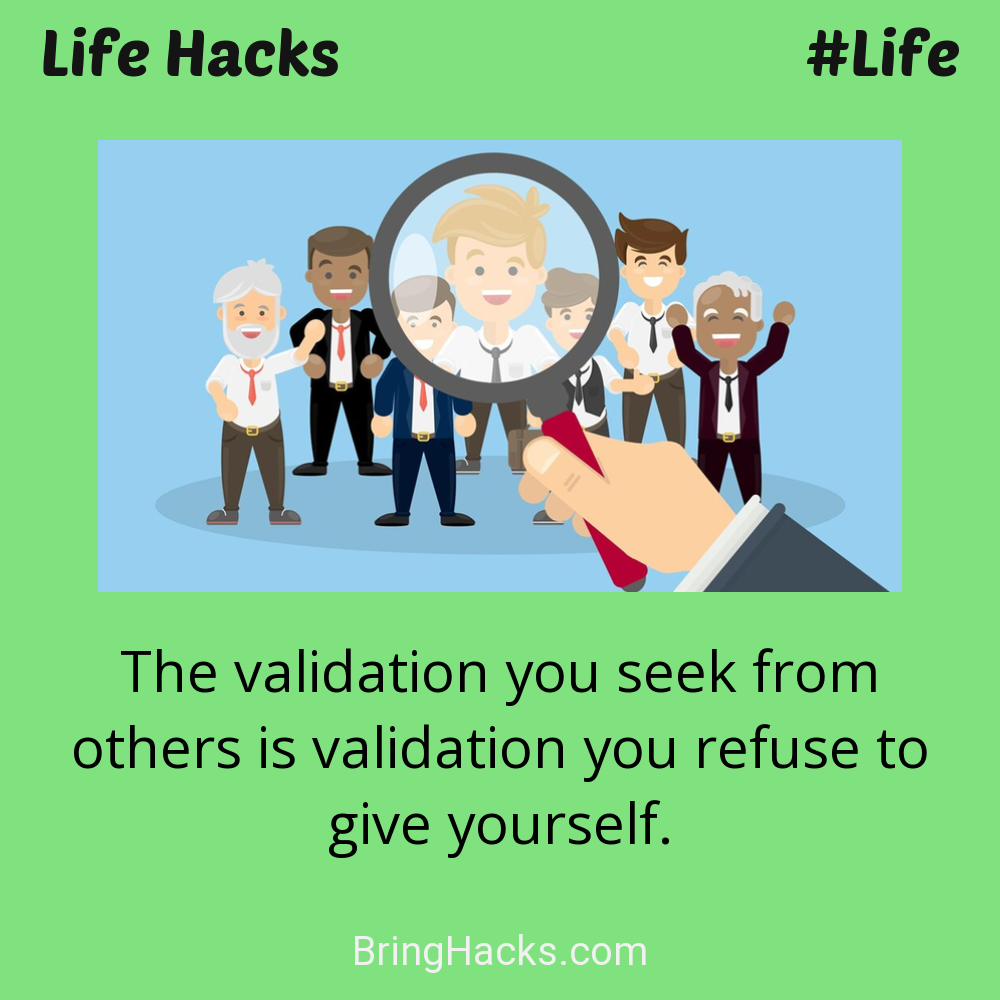 Life Hacks
#Life
The validation you seek from
others is validation you refuse to
give yourself.
BringHacks.com